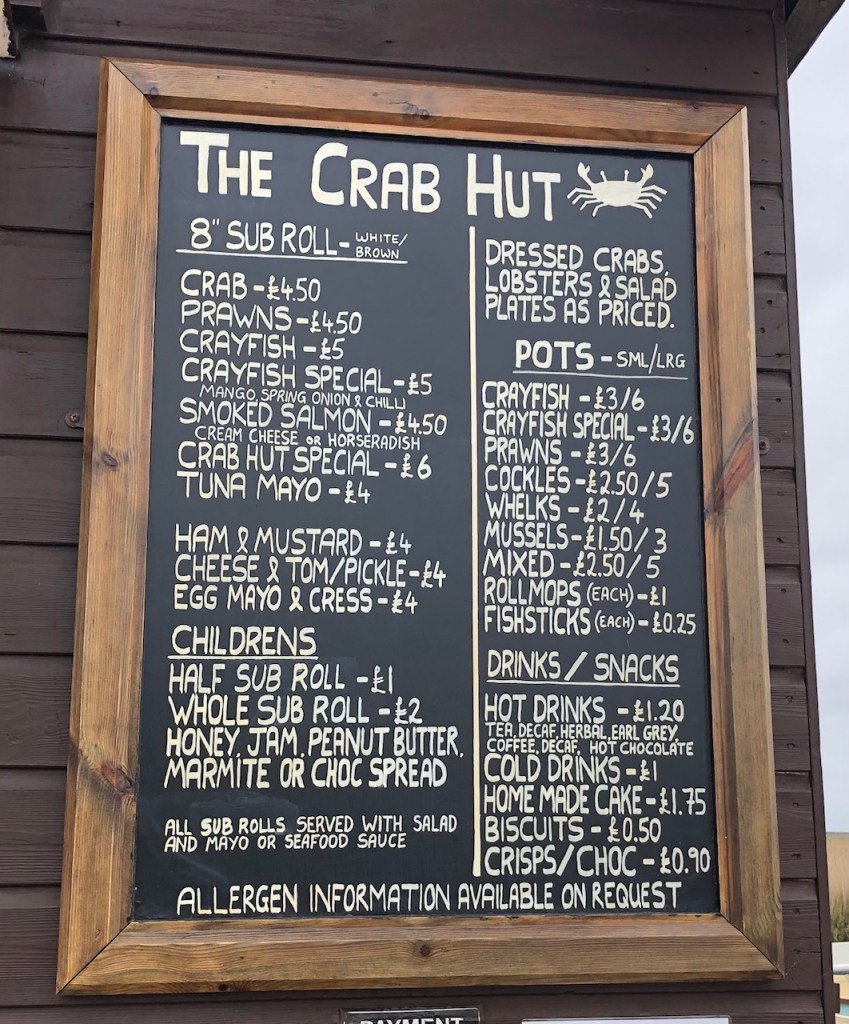 THE CRAB HUT
8" SUB ROLL - WHITE/
BROWN
CRAB - £4.50
PRAWNS - £4.50
CRAYFISH - £5
CRAYFISH SPECIAL - £5
MANGO, SPRING ONION & CHILLI
SMOKED SALMON - £4.50
CREAM CHEESE OR HORSERADISH
CRAB HUT SPECIAL - £6
TUNA MAYO - £4
HAM & MUSTARD - £4
CHEESE & TOM/PICKLE - £4
EGG MAYO & CRESS - £4
CHILDRENS
HALF SUB ROLL - £1
WHOLE SUB ROLL - £2
HONEY, JAM, PEANUT BUTTER,
MARMITE OR CHOC SPREAD
ALL SUB ROLLS SERVED WITH SALAD
AND MAYO OR SEAFOOD SAUCE
DRESSED CRABS,
LOBSTERS & SALAD
PLATES AS PRICED.
POTS - SML/LRG
CRAYFISH - £3/6
CRAYFISH SPECIAL - £3/6
PRAWNS - £3/6
COCKLES - £2.50/5
WHELKS - £2/4
MUSSELS - £1.50/3
MIXED - £2.50/5
ROLLMOPS (EACH) - £1
FISHSTICKS (EACH) - £0.25
DRINKS/SNACKS
HOT DRINKS - £1.20
TEA, DECAF, HERBAL, EARL GREY,
COFFEE, DECAF, HOT CHOCOLATE
COLD DRINKS - £1
HOME MADE CAKE - £1.75
BISCUITS - £0.50
CRISPS/CHOC - £0.90
ALLERGEN INFORMATION AVAILABLE ON REQUEST
PAYMENT